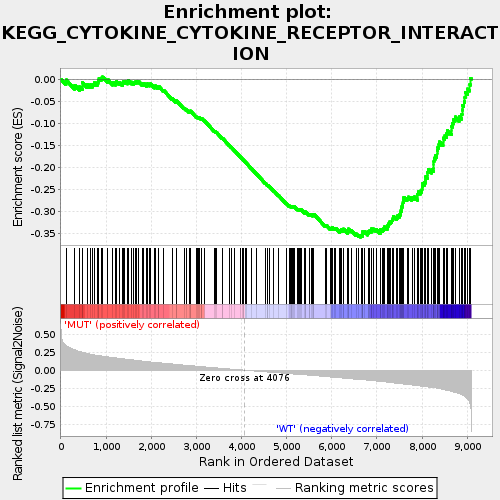 Enrichment plot:
KEGG_CYTOKINE_CYTOKINE_RECEPTOR_INTERACT
ION
Enrichment score (ES)
0.00
-0.05
-0.10
-0.15
-0.20
-0.25
-0.30
-0.35
'MUT' (positively correlated)
Ranked list metric (Signal2Noise)
0.50
0.25
0.00
-0.25
-0.50
-0.75
Zero cross at 4076
'WT' (negatively correlated)
0
1,000
2,000
3,000
4,000
5,000
6,000
7,000
8,000
9,000
Rank in Ordered Dataset
Enrichment profile
Hits
Ranking metric scores